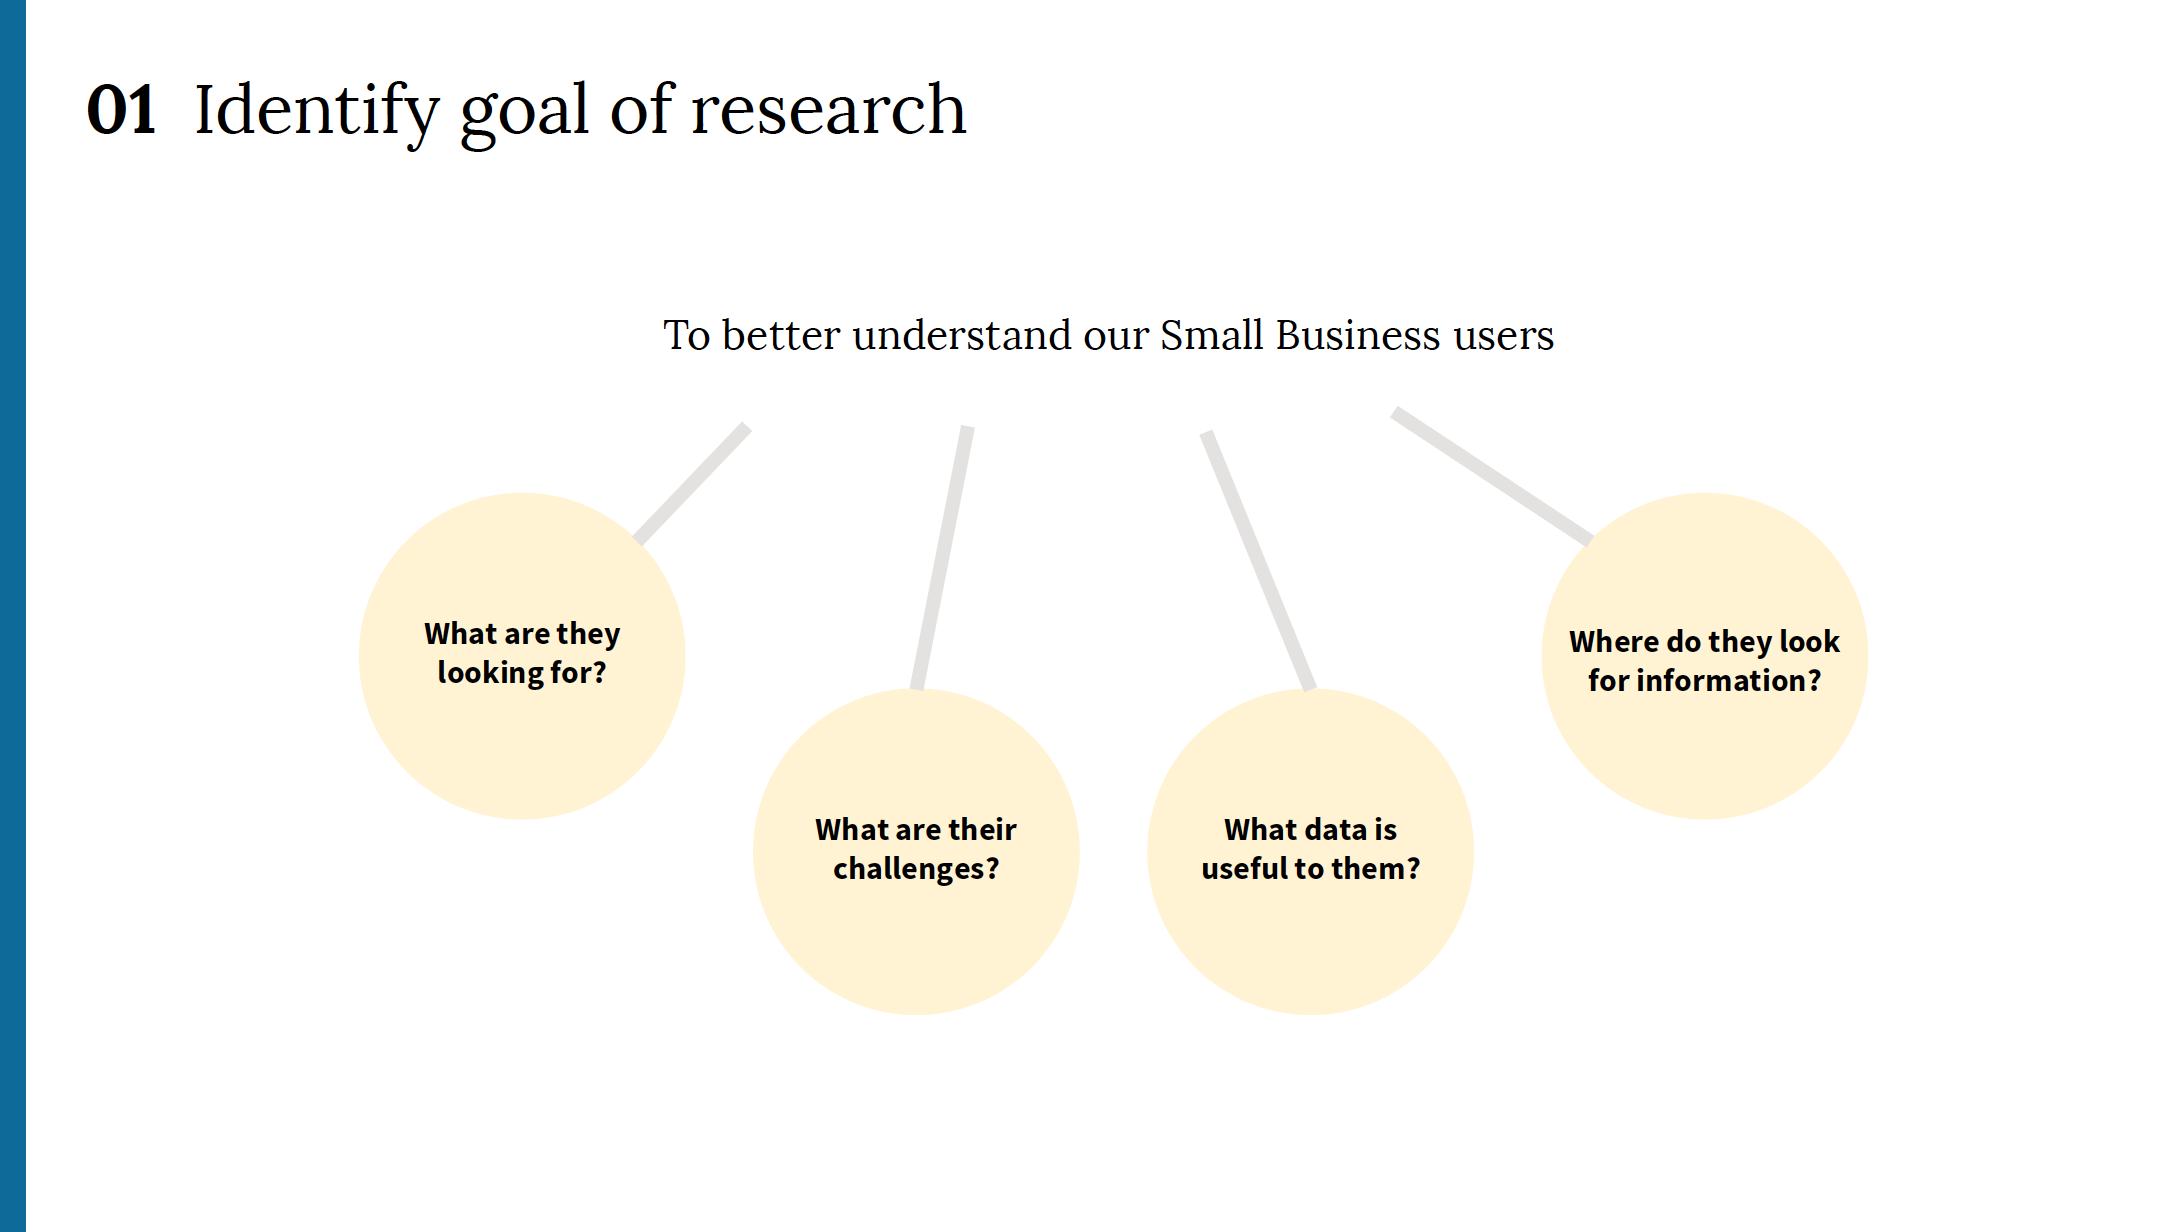 01 Identify goal of research
To better understand our Small Business users
What are they
looking for?
What are their
challenges?
What data is
useful to them?
Where do they look
for information?